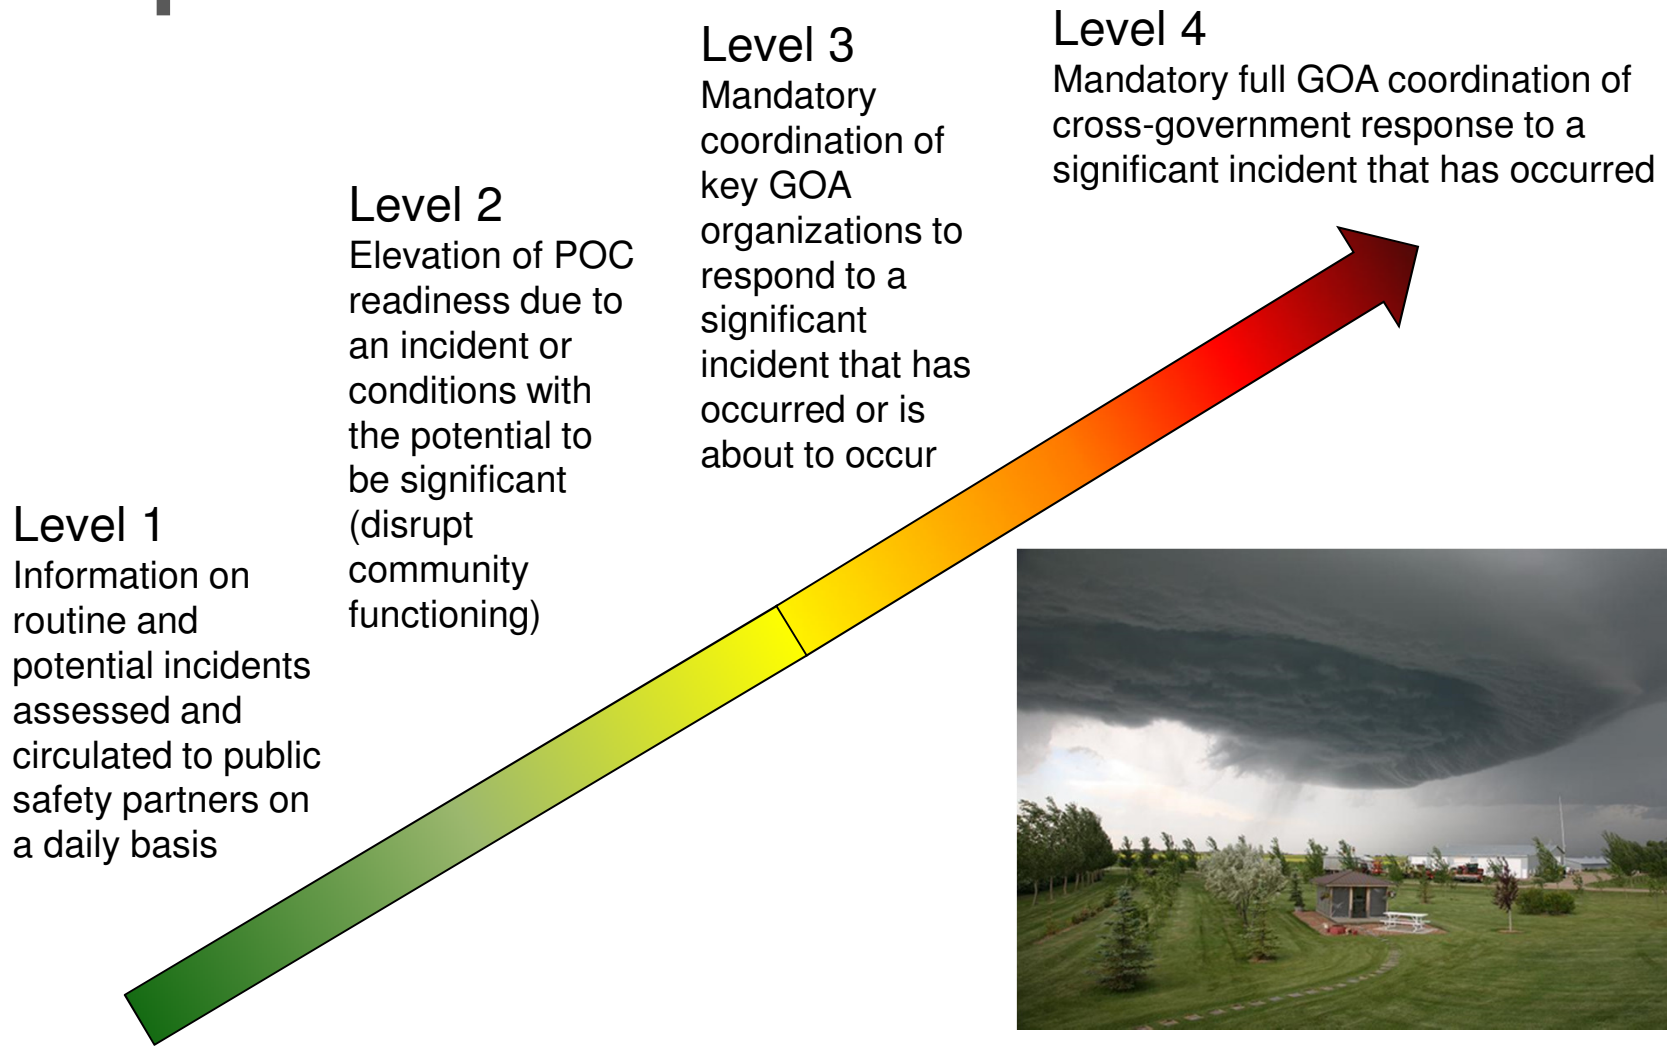 Level 1
Information on
routine and
potential incidents
assessed and
circulated to public
safety partners on
a daily basis
Level 2
Elevation of POC
readiness due to
an incident or
conditions with
the potential to
be significant
(disrupt
community
functioning)
Level 3
Mandatory
coordination of
key GOA
organizations to
respond to a
significant
incident that has
occurred or is
about to occur
Level 4
Mandatory full GOA coordination of
cross-government response to a
significant incident that has occurred